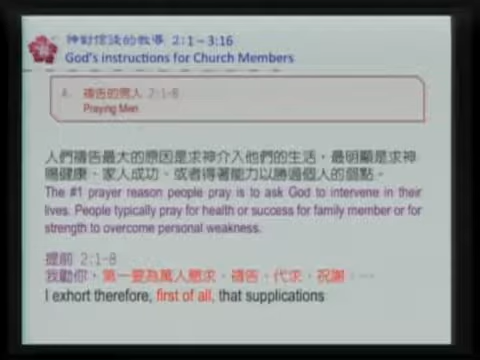 神對信徒的教導 2:1-3:16
God's instructions for Church Members
A. 禱告的男人 2:1-8
Praying Men
人們禱告最大的原因是求神介入他們的生活，最明顯是求神
賜健康、家人成功、或者得著能力以勝過個人的弱點。
The #1 prayer reason people pray is to ask God to intervene in their
lives. People typically pray for health or success for family member or for
strength to overcome personal weakness.
提前 2:1-8
我勸你，第一要為萬人懇求、禱告、代求、祝謝，…
I exhort therefore, first of all, that supplications